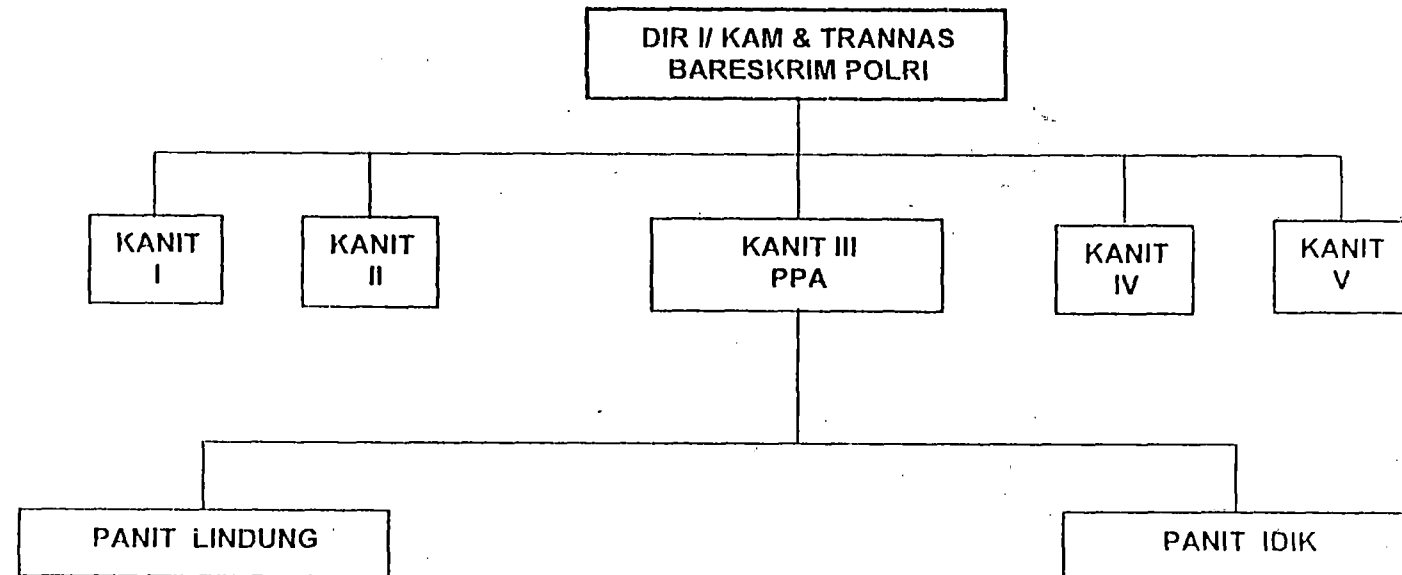 DIR I/ KAM & TRANNAS
BARESKRIM POLRI
KANIT
I
KANIT
II
KANIT III
PPA
KANIT
IV
KANIT
V
PANIT LINDUNG
PANIT IDIK